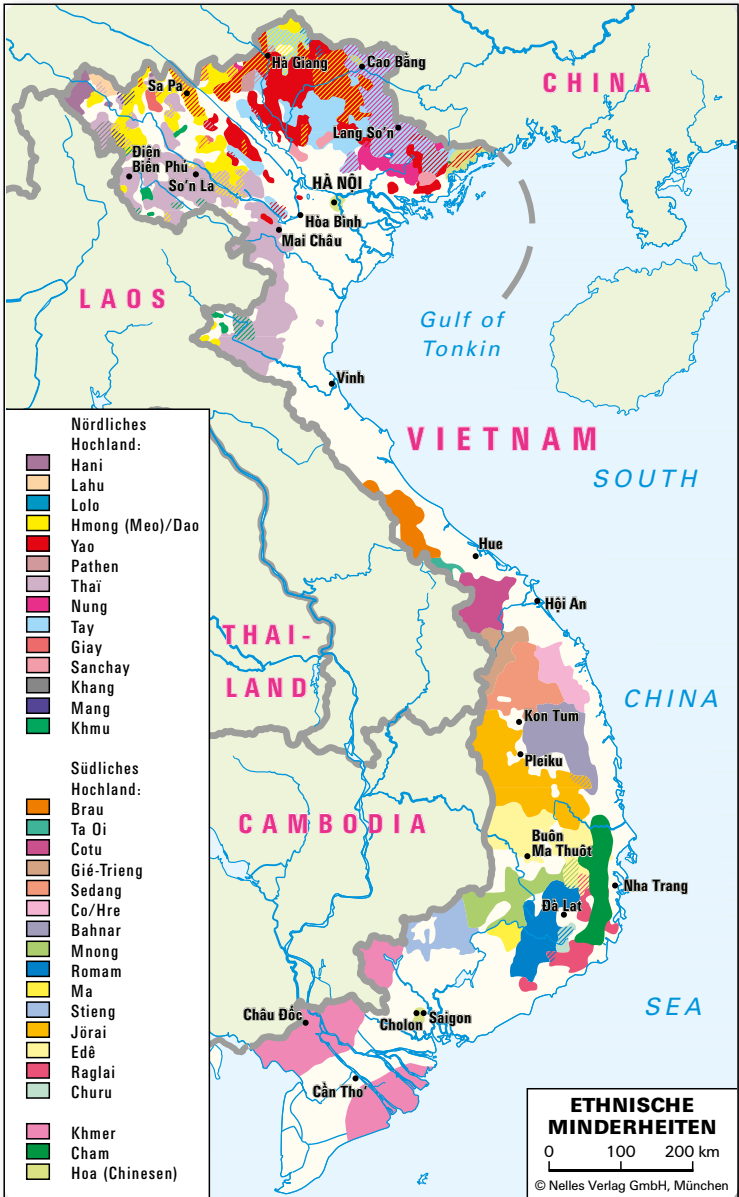 Hà Giang
Cao Bằng
CHINA
Sa Pa
Lang So'n
Điện
Biên Phủ
So'n La
HÀ NỘI
Hòa Bình
Mai Châu
LAOS
Gulf of
Tonkin
Vinh
VIETNAM
SOUTH
Hue
Hội An
THAI-
LAND
CHINA
Kon Tum
Pleiku
CAMBODIA
Buôn
Ma Thuôt
Nha Trang
Đà Lat
SEA
Châu Đốc
Cholon
Saigon
Cần Tho'
Nördliches
Hochland:
Hani
Lahu
Lolo
Hmong (Meo)/Dao
Yao
Pathen
Thaï
Nung
Tay
Giay
Sanchay
Khang
Mang
Khmu
Südliches
Hochland:
Brau
Ta Oi
Cotu
Gié-Trieng
Sedang
Co/Hre
Bahnar
Mnong
Romam
Ma
Stieng
Jörai
Edê
Raglai
Churu
Khmer
Cham
Hoa (Chinesen)
ETHNISCHE
MINDERHEITEN
0 100 200 km
© Nelles Verlag GmbH, München